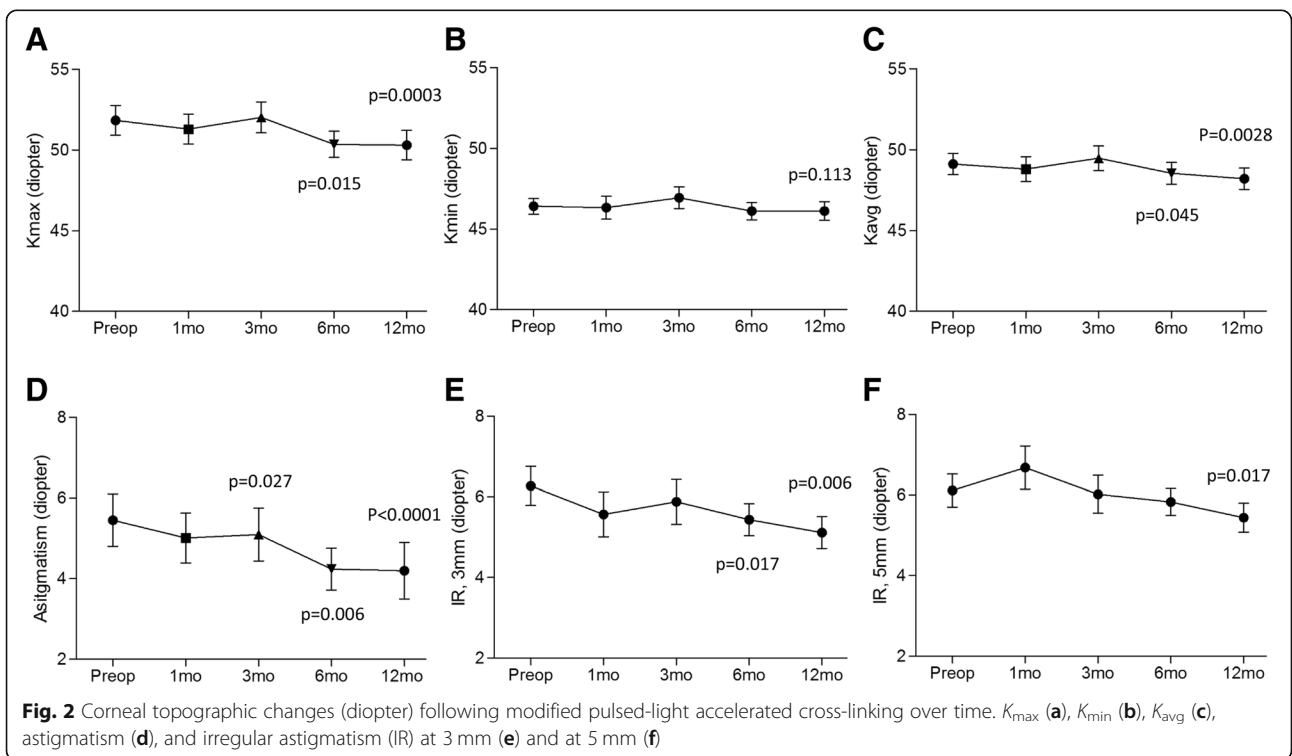 A
B
C
55
50
45
40
Kmax (diopter)
p=0.0003
p=0.015
Preop 1mo 3mo 6mo 12mo
55
50
45
40
Kmin (diopter)
p=0.113
Preop 1mo 3mo 6mo 12mo
55
50
45
40
Kavg (diopter)
P=0.0028
p=0.045
Preop 1mo 3mo 6mo 12mo
D
E
F
8
6
4
2
Asitgmatism (diopter)
p=0.027
P<0.0001
p=0.006
Preop 1mo 3mo 6mo 12mo
8
6
4
2
IR, 3mm (diopter)
p=0.006
p=0.017
Preop 1mo 3mo 6mo 12mo
8
6
4
2
IR, 5mm (diopter)
p=0.017
Preop 1mo 3mo 6mo 12mo
Fig. 2 Corneal topographic changes (diopter) following modified pulsed-light accelerated cross-linking over time. Kmax (a), Kmin (b), Kavg (c),
astigmatism (d), and irregular astigmatism (IR) at 3 mm (e) and at 5 mm (f)